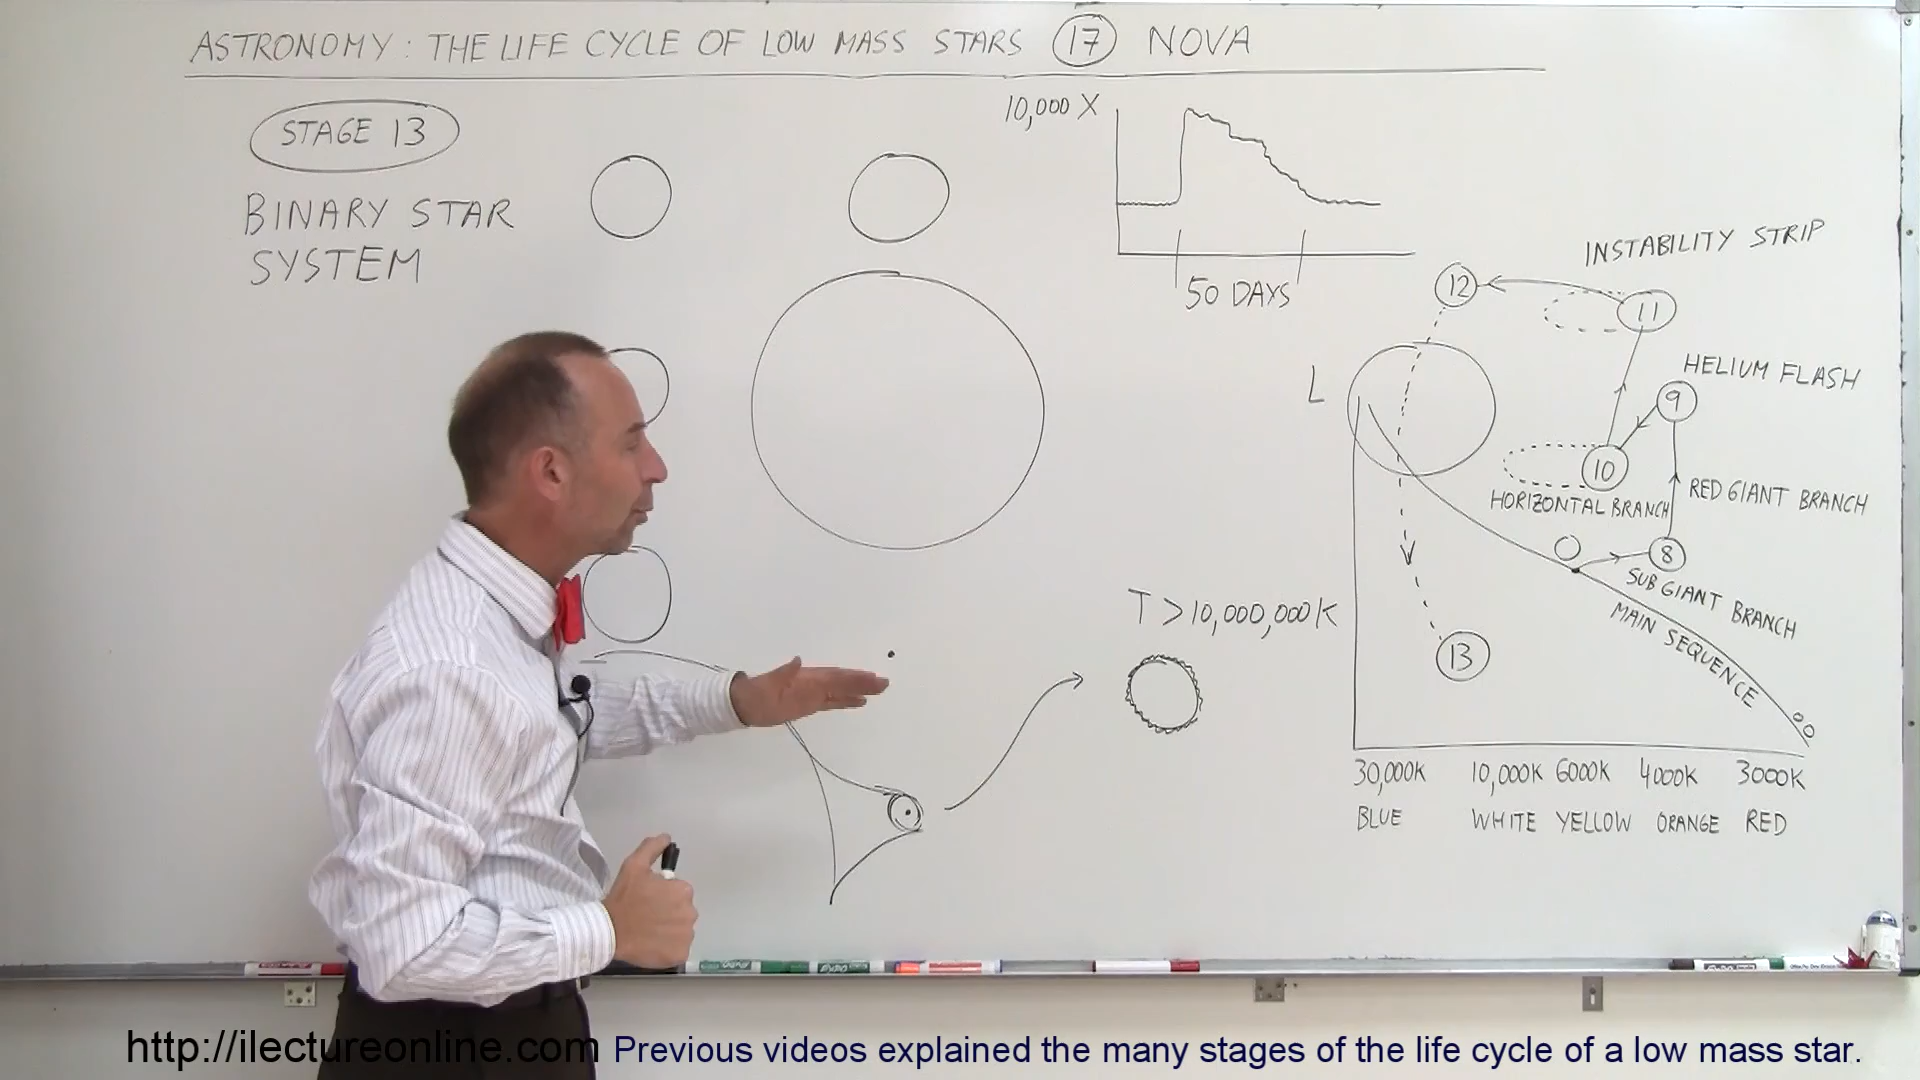 ASTRONOMY: THE LIFE CYCLE OF LOW MASS STARS 17 NOVA
STAGE 13
BINARY STAR
SYSTEM
10,000 X
50 DAYS
INSTABILITY STRIP
12
11
HELIUM FLASH
L
9
10
HORIZONTAL BRANCH
RED GIANT BRANCH
8
SUB GIANT BRANCH
MAIN SEQUENCE
T > 10,000,000K
13
30,000K 10,000K 6000K 4000K 3000K
BLUE WHITE YELLOW ORANGE RED
EXPO
http://ilectureonline.com Previous videos explained the many stages of the life cycle of a low mass star.